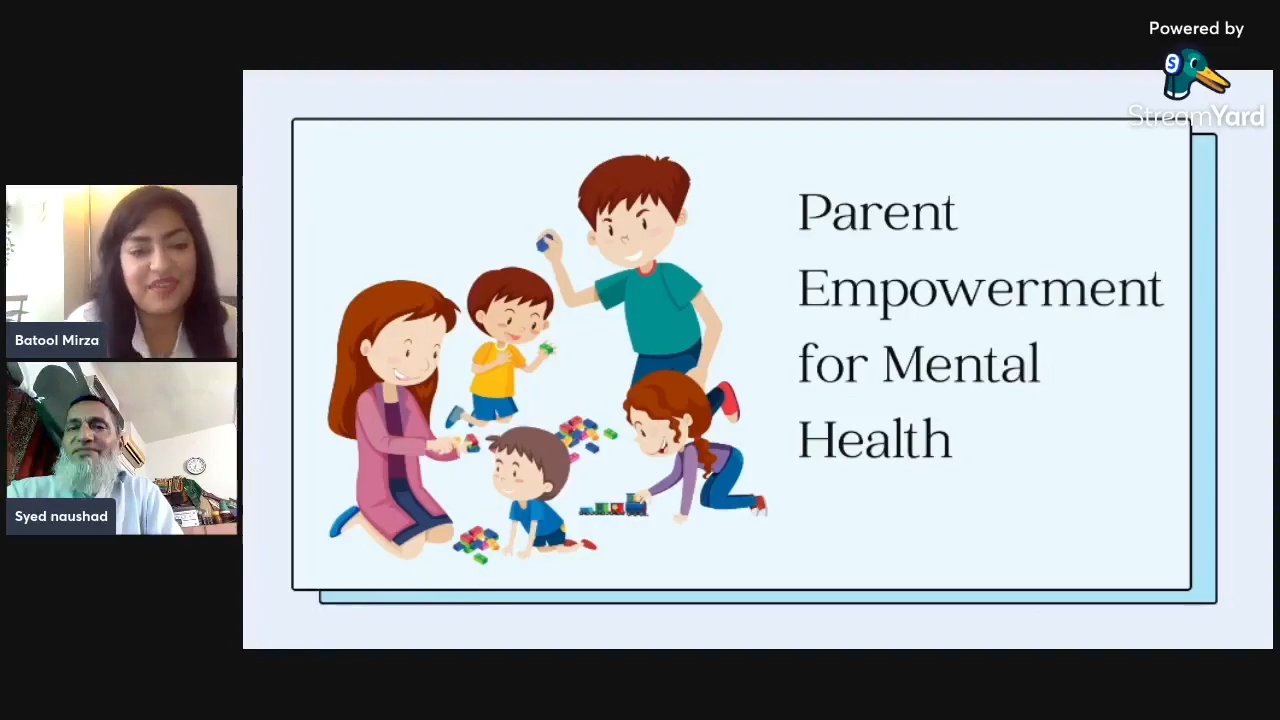 Powered by
S
StreamYard
Parent
Empowerment
for Mental
Health
Batool Mirza
Syed naushad